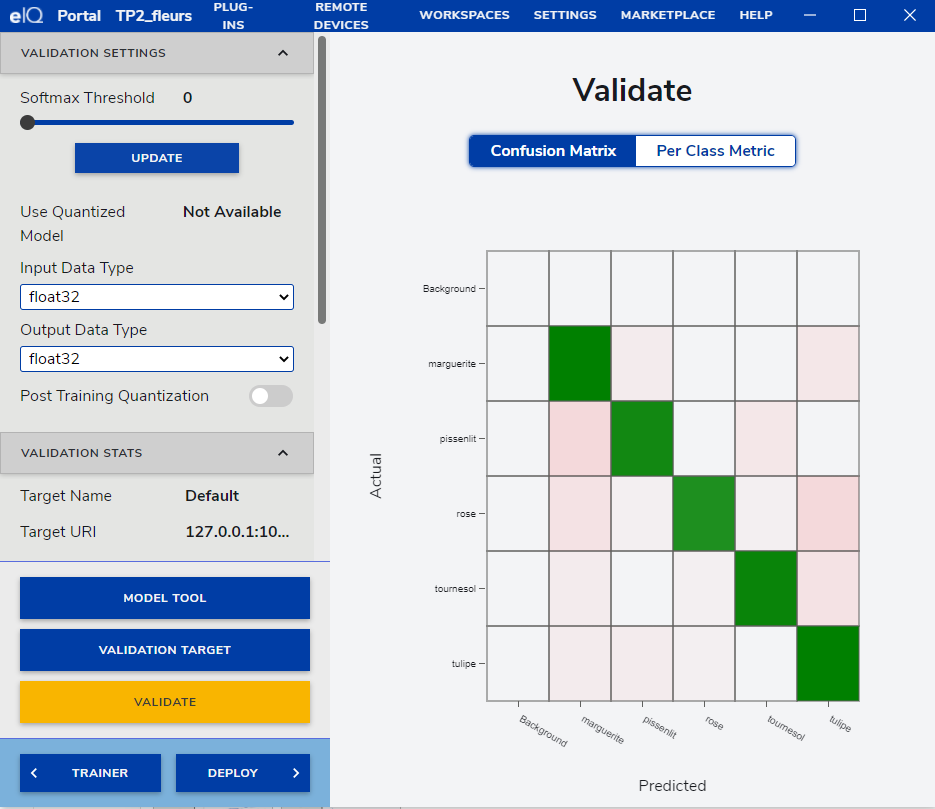 eIQ Portal TP2_fleurs PLUG-INS REMOTE DEVICES WORKSPACES SETTINGS MARKETPLACE HELP
VALIDATION SETTINGS
Softmax Threshold 0
UPDATE
Use Quantized Model Not Available
Input Data Type
float32
Output Data Type
float32
Post Training Quantization
VALIDATION STATS
Target Name Default
Target URI 127.0.0.1:10...
MODEL TOOL
VALIDATION TARGET
VALIDATE
TRAINER DEPLOY
Validate
Confusion Matrix Per Class Metric
Actual
Background
marguerite
pissenlit
rose
tournesol
tulipe
Background marguerite pissenlit rose tournesol tulipe
Predicted